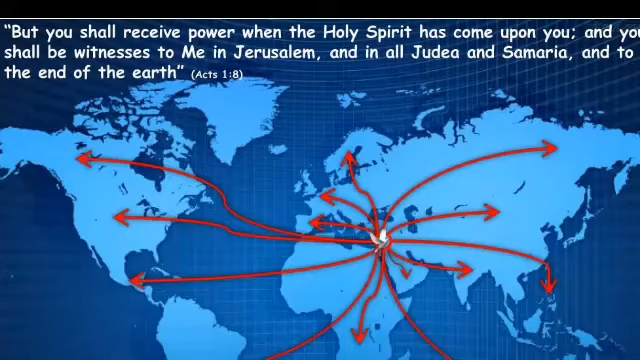 “But you shall receive power when the Holy Spirit has come upon you; and you
shall be witnesses to Me in Jerusalem, and in all Judea and Samaria, and to
the end of the earth” (Acts 1:8)